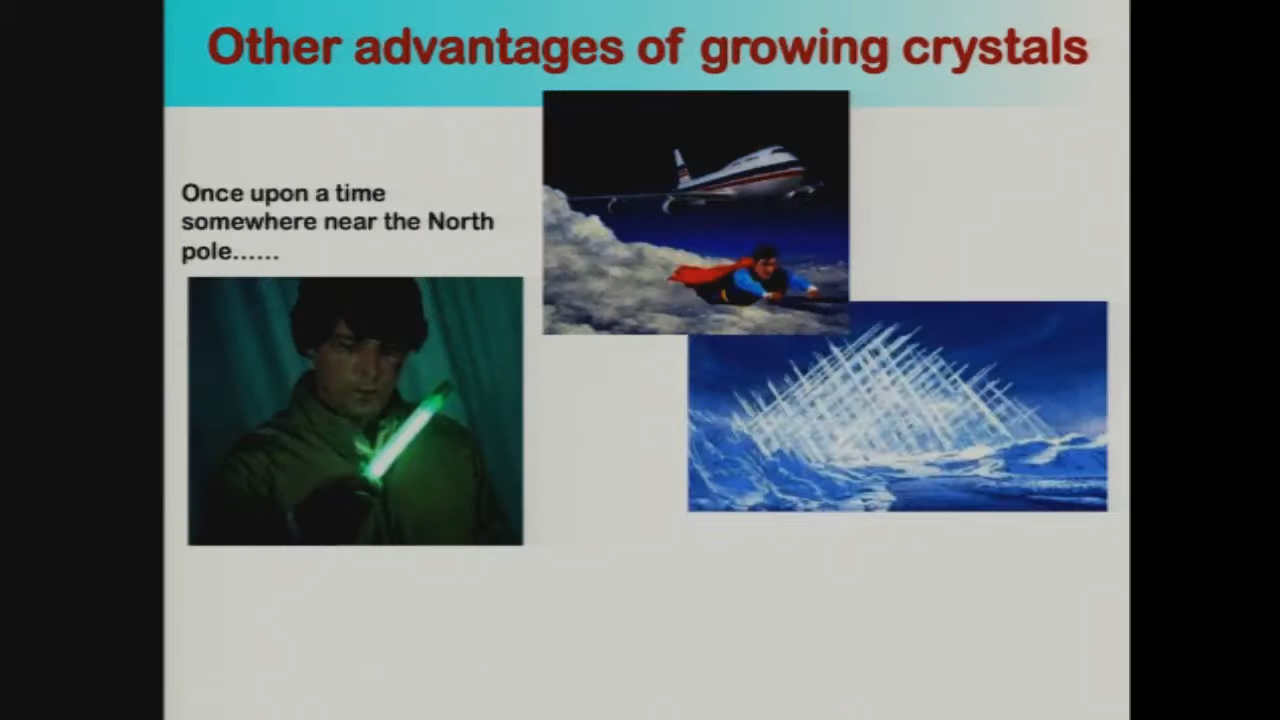 Other advantages of growing crystals
Once upon a time
somewhere near the North
pole......